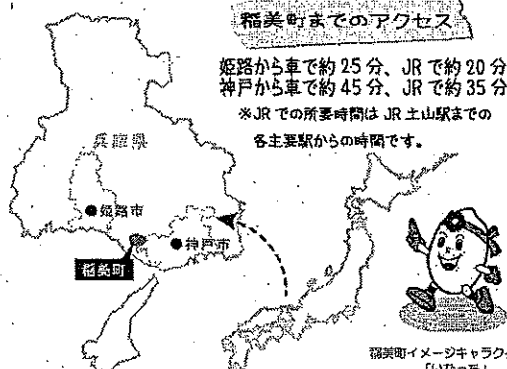 稲美町までのアクセス
姫路から車で約25分、JRで約20分
神戸から車で約45分、JRで約35分
※JRでの所要時間はJR土山駅までの
各主要駅からの時間です。
兵庫県
姫路市
神戸市
稲美町
稲美町イメージキャラク